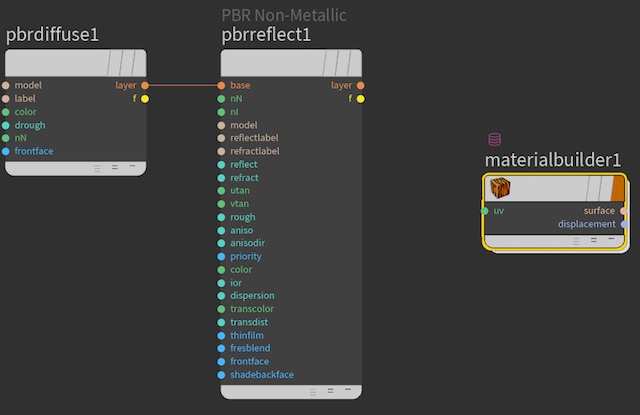 PBR Non-Metallic
pbrdiffuse1
pbrreflect1
model
layer
label
f
color
drough
nN
frontface
base
layer
nN
f
nI
model
reflectlabel
refractlabel
reflect
refract
utan
vtan
rough
aniso
anisodir
priority
color
ior
dispersion
transcolor
transdist
thinfilm
fresblend
frontface
shadebackface
materialbuilder1
uv
surface
displacement